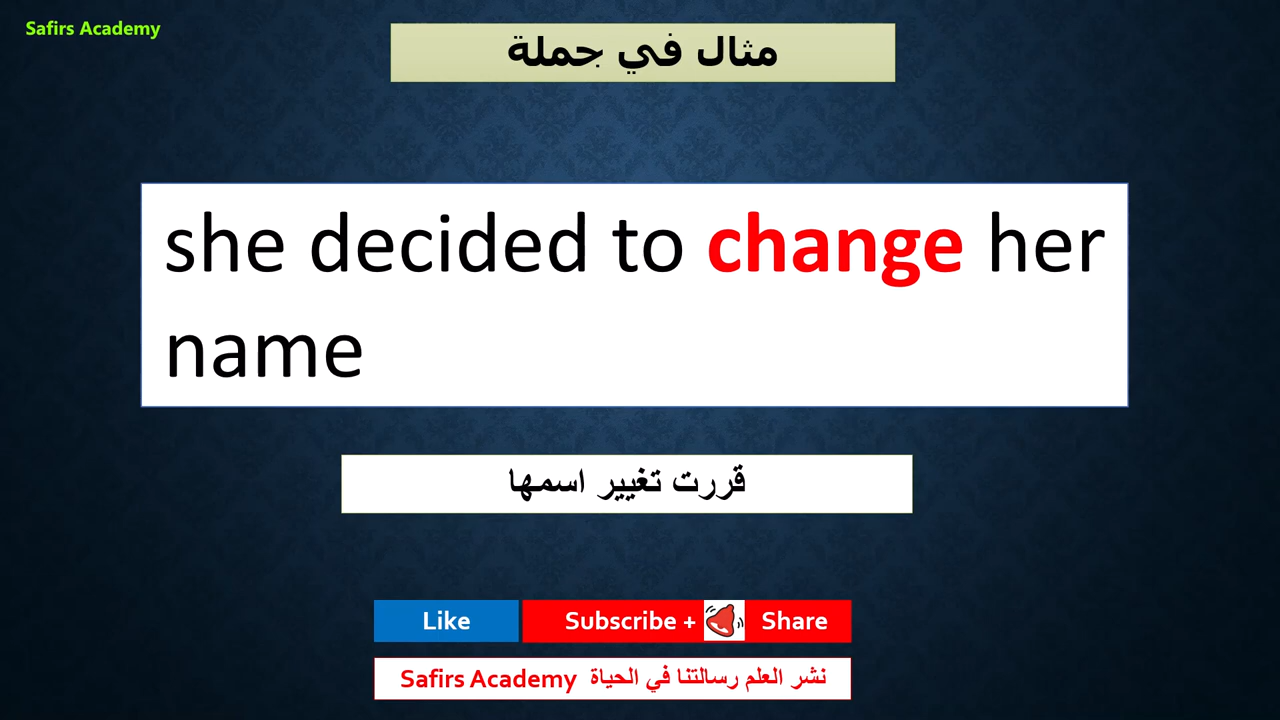 Safirs Academy
مثال في جملة
she decided to change her
name
قررت تغيير اسمها
Like Subscribe + Share
نشر العلم رسالتنا في الحياة Safirs Academy